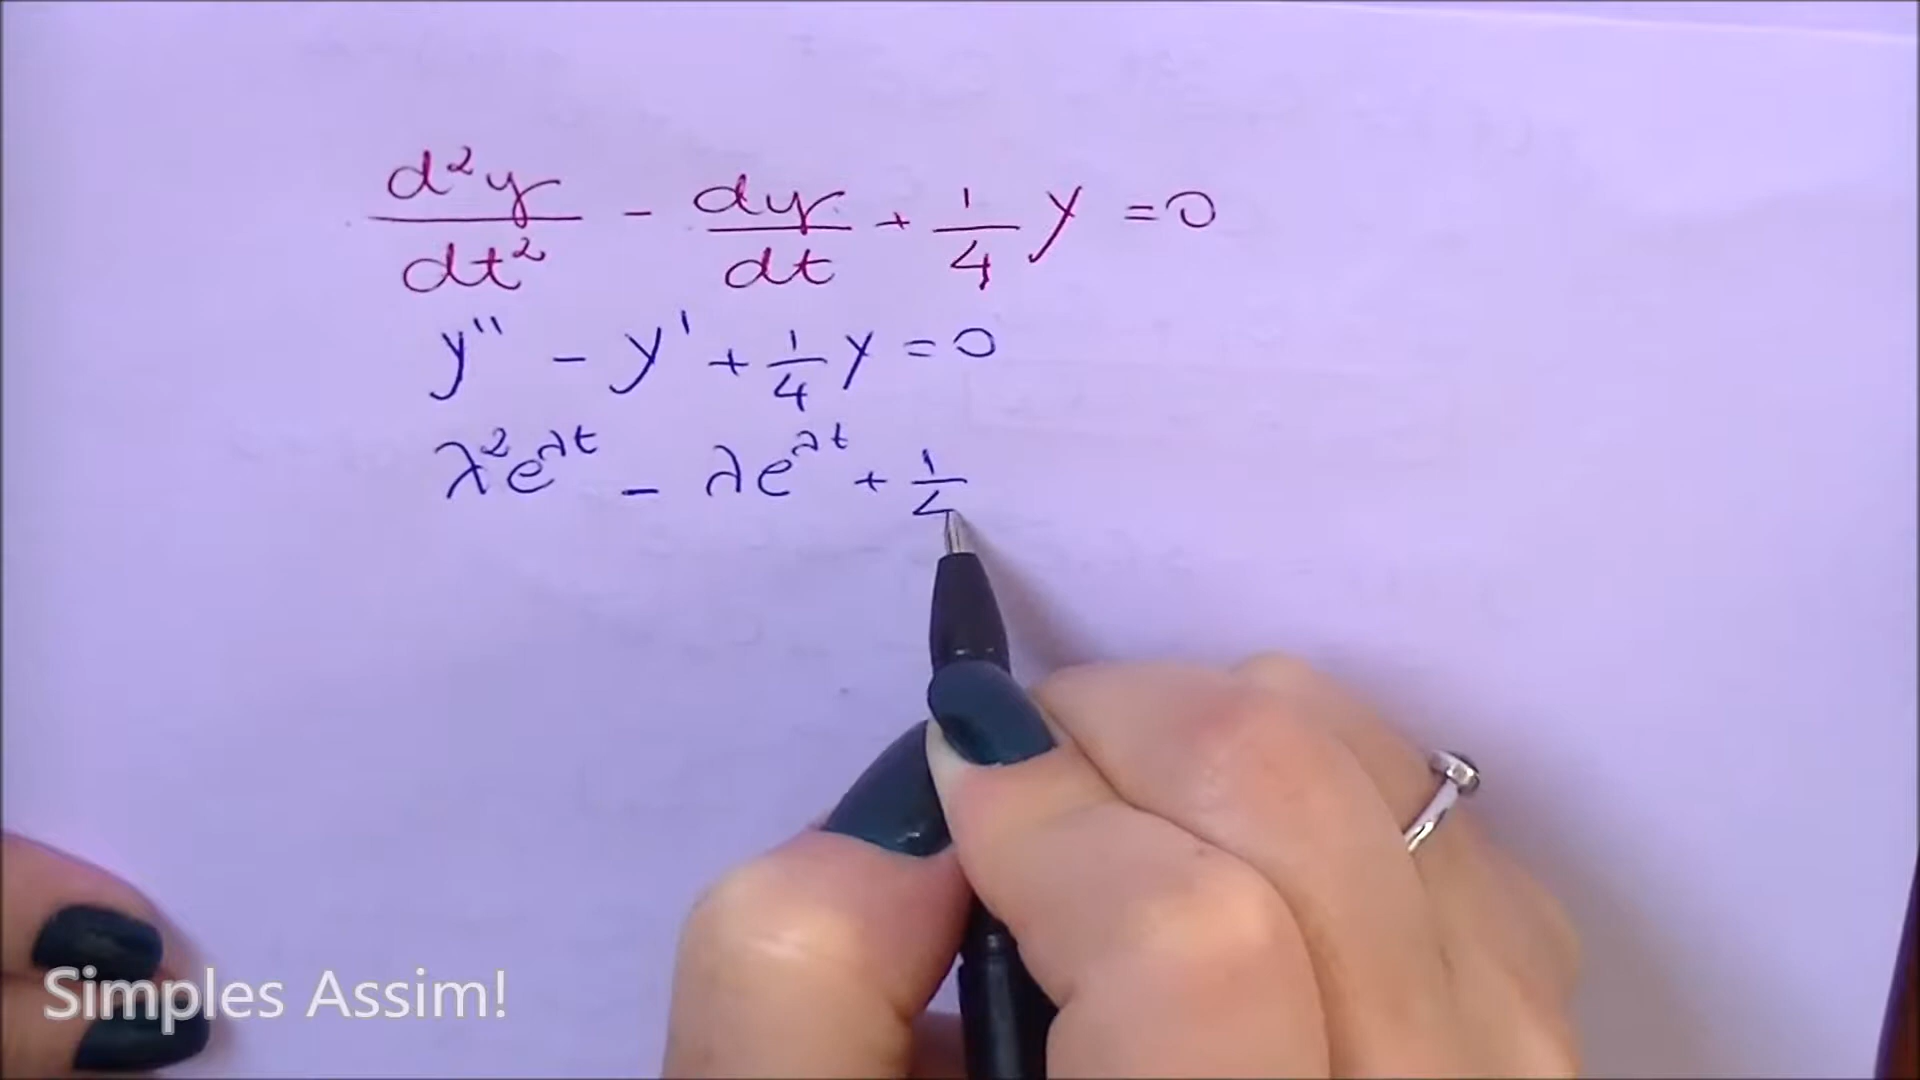 d²y/dt² - dy/dt + 1/4 y = 0
y'' - y' + 1/4 y = 0
λ²e^λt - λe^λt + 1/4
Simples Assim!